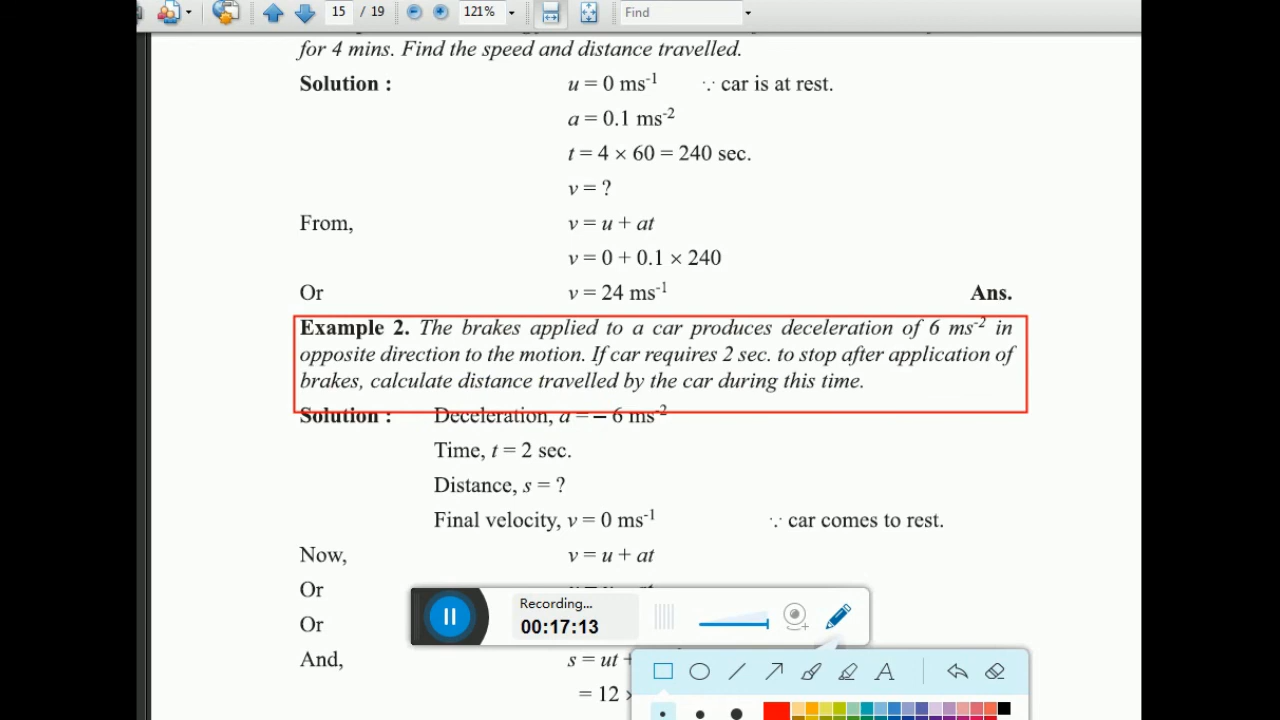 15 / 19 121% Find
for 4 mins. Find the speed and distance travelled.
Solution : u = 0 ms⁻¹ ∵ car is at rest.
a = 0.1 ms⁻²
t = 4 × 60 = 240 sec.
v = ?
From, v = u + at
v = 0 + 0.1 × 240
Or v = 24 ms⁻¹ Ans.
Example 2. The brakes applied to a car produces deceleration of 6 ms⁻² in
opposite direction to the motion. If car requires 2 sec. to stop after application of
brakes, calculate distance travelled by the car during this time.
Solution : Deceleration, a = – 6 ms⁻²
Time, t = 2 sec.
Distance, s = ?
Final velocity, v = 0 ms⁻¹ ∵ car comes to rest.
Now, v = u + at
Or
Recording...
00:17:13
Or
And, s = ut
= 12
A